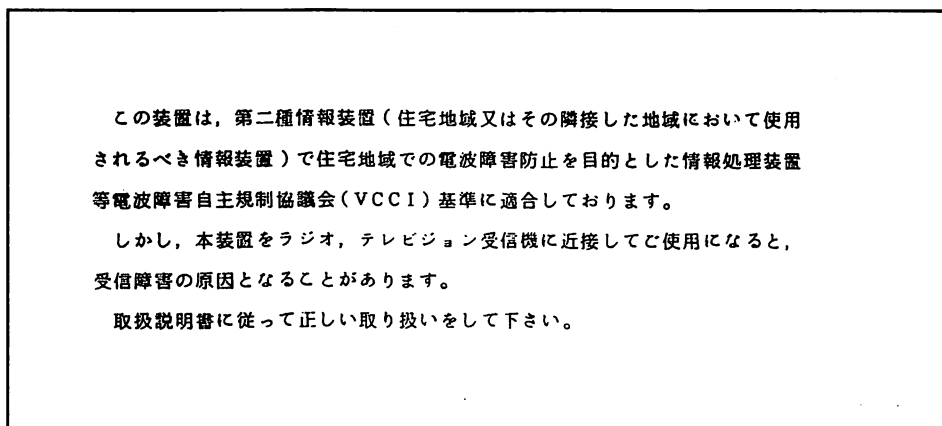 この装置は，第二種情報装置（住宅地域又はその隣接した地域において使用
されるべき情報装置）で住宅地域での電波障害防止を目的とした情報処理装置
等電波障害自主規制協議会（ＶＣＣＩ）基準に適合しております。
しかし，本装置をラジオ，テレビジョン受信機に近接してご使用になると，
受信障害の原因となることがあります。
取扱説明書に従って正しい取り扱いをして下さい。